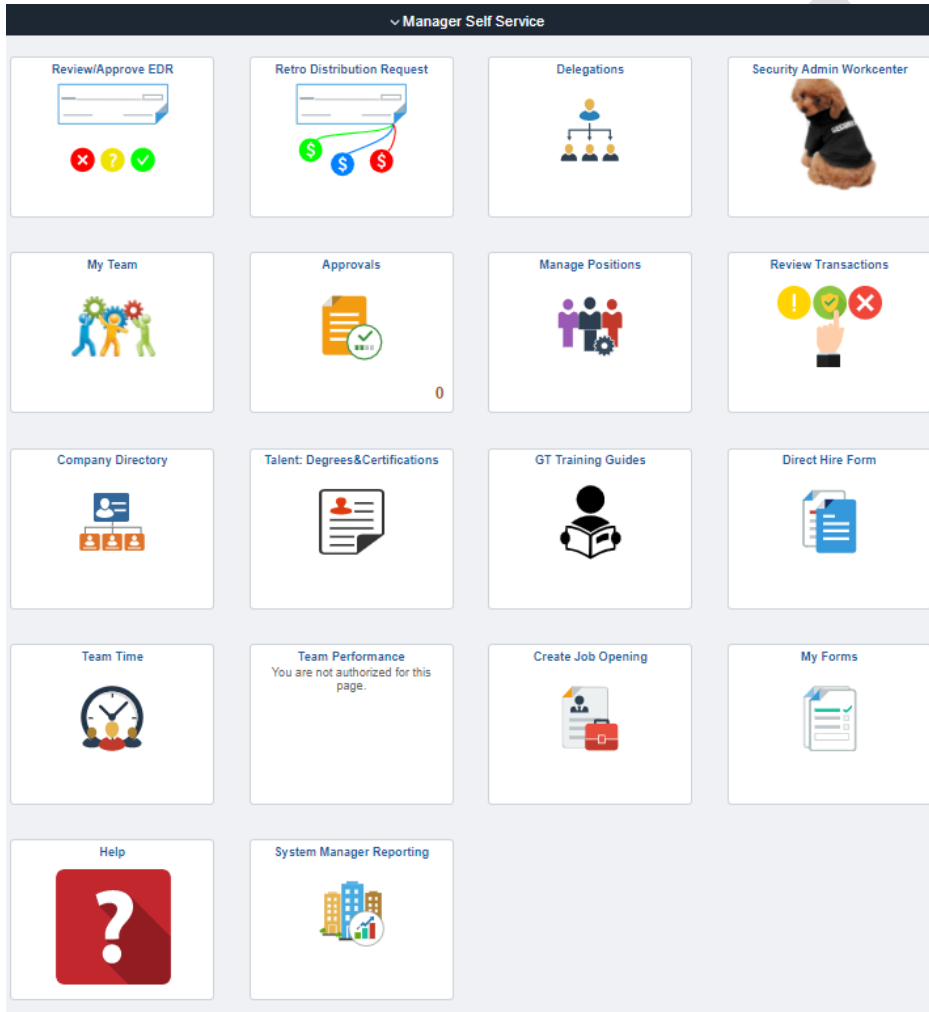 Manager Self Service
Review/Approve EDR
Retro Distribution Request
Delegations
Security Admin Workcenter
SECURITY
My Team
Approvals
0
Manage Positions
Review Transactions
Company Directory
Talent: Degrees&Certifications
GT Training Guides
Direct Hire Form
Team Time
Team Performance
You are not authorized for this
page.
Create Job Opening
My Forms
Help
System Manager Reporting